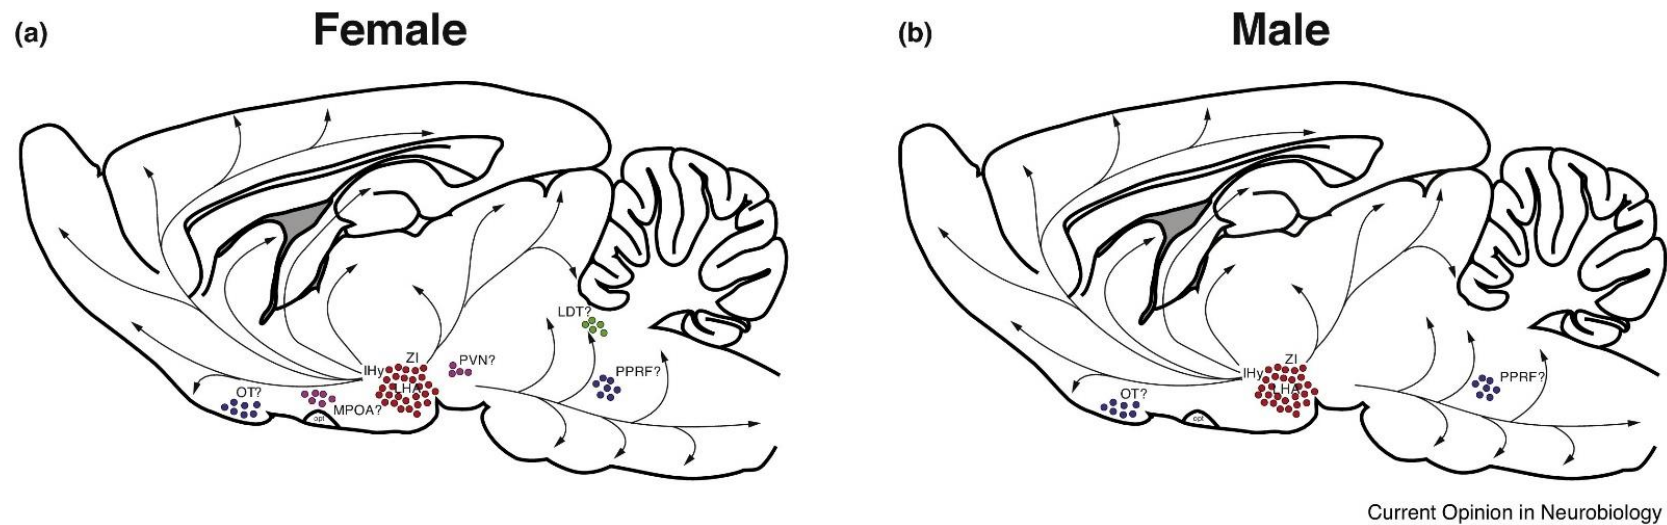 (a) Female
LDT?
ZI
IHy
PVN?
LHA
PPRF?
OT?
MPOA?
opt
(b) Male
ZI
IHy
LHA
PPRF?
OT?
opt
Current Opinion in Neurobiology